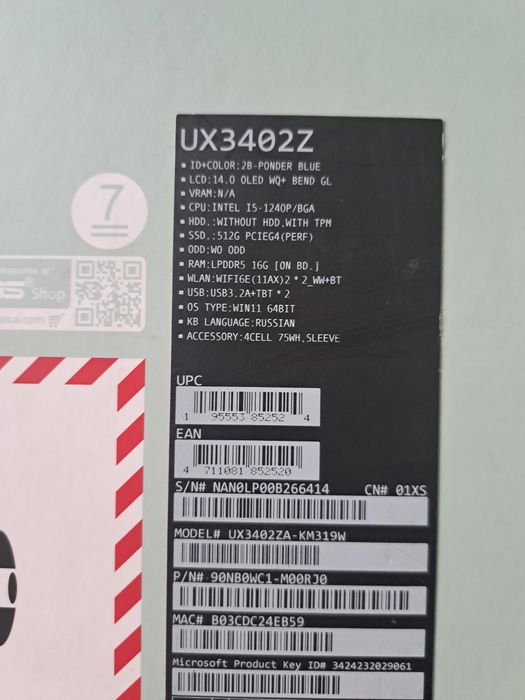 UX3402Z
▪ ID+COLOR:2B-PONDER BLUE
▪ LCD:14.0 OLED WQ+ BEND GL
▪ VRAM:N/A
▪ CPU:INTEL I5-1240P/BGA
▪ HDD.:WITHOUT HDD,WITH TPM
▪ SSD.:512G PCIEG4(PERF)
▪ ODD:WO ODD
▪ RAM:LPDDR5 16G [ON BD.]
▪ WLAN:WIFI6E(11AX)2*2_WW+BT
▪ USB:USB3.2A+TBT*2
▪ OS TYPE:WIN11 64BIT
▪ KB LANGUAGE:RUSSIAN
▪ ACCESSORY:4CELL 75WH,SLEEVE
7
Shop
UPC
1 95553 85252 4
EAN
4 711081 852520
S/N# NAN0LP00B266414 CN# 01XS
MODEL# UX3402ZA-KM319W
P/N# 90NB0WC1-M00RJ0
MAC# B03CDC24EB59
Microsoft Product Key ID# 3424232029061